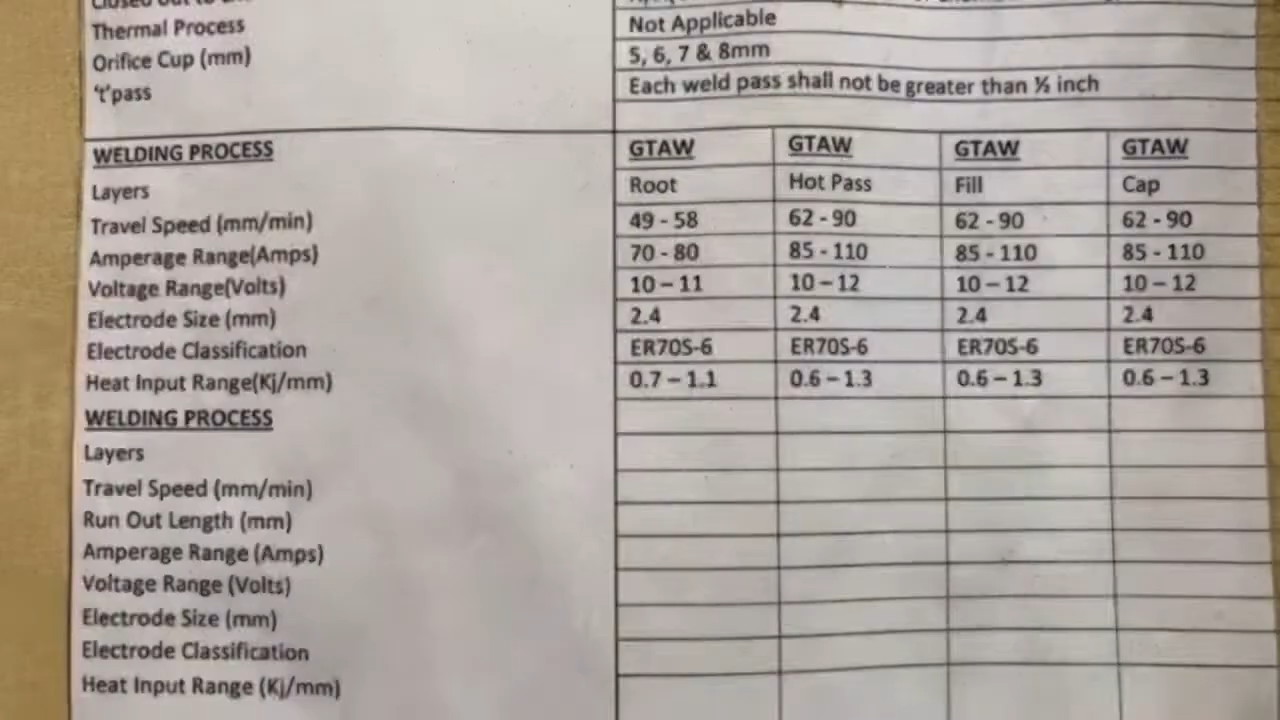 Thermal Process Not Applicable
Orifice Cup (mm) 5, 6, 7 & 8mm
't'pass Each weld pass shall not be greater than ½ inch
WELDING PROCESS GTAW GTAW GTAW GTAW
Layers Root Hot Pass Fill Cap
Travel Speed (mm/min) 49 - 58 62 - 90 62 - 90 62 - 90
Amperage Range(Amps) 70 - 80 85 - 110 85 - 110 85 - 110
Voltage Range(Volts) 10 – 11 10 – 12 10 – 12 10 – 12
Electrode Size (mm) 2.4 2.4 2.4 2.4
Electrode Classification ER70S-6 ER70S-6 ER70S-6 ER70S-6
Heat Input Range(Kj/mm) 0.7 – 1.1 0.6 – 1.3 0.6 – 1.3 0.6 – 1.3
WELDING PROCESS
Layers
Travel Speed (mm/min)
Run Out Length (mm)
Amperage Range (Amps)
Voltage Range (Volts)
Electrode Size (mm)
Electrode Classification
Heat Input Range (Kj/mm)